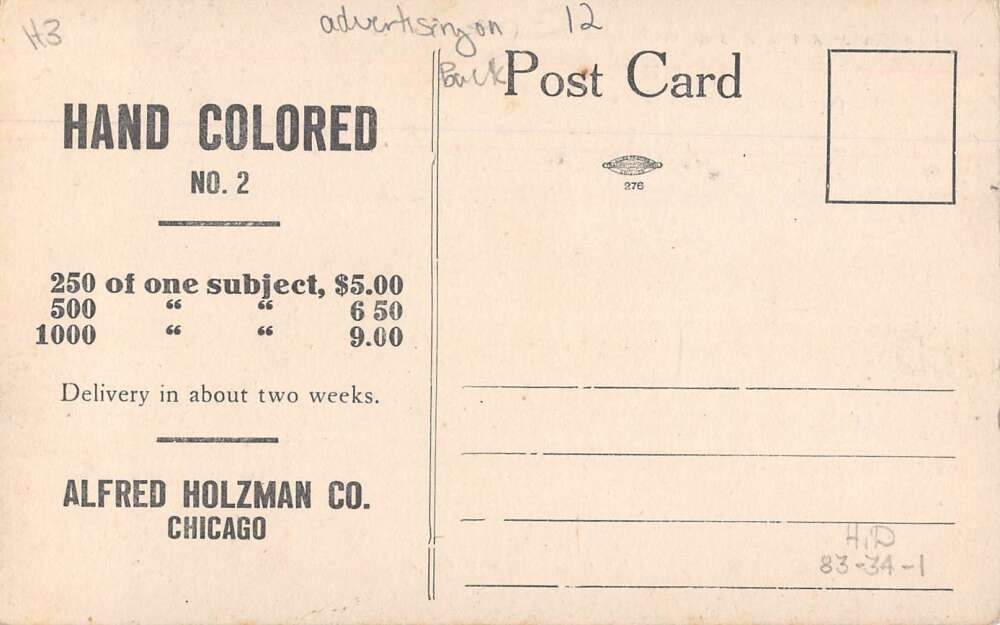 H3
advertising on
Back
12
HAND COLORED
NO. 2
250 of one subject, $5.00
500 “ “ 6 50
1000 “ “ 9.00
Delivery in about two weeks.
ALFRED HOLZMAN CO.
CHICAGO
Post Card
276
H.D
83-34-1